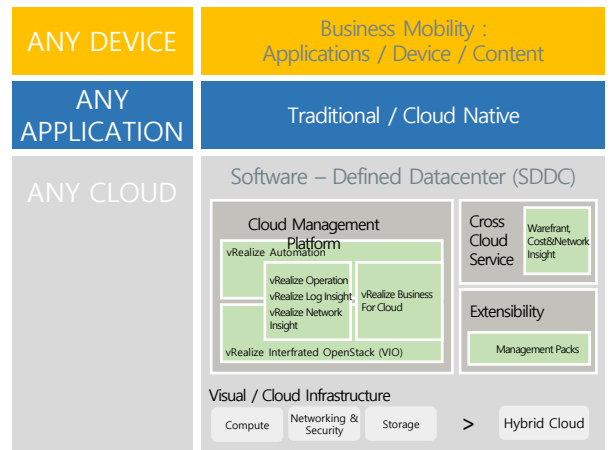 ANY DEVICE
Business Mobility :
Applications / Device / Content
ANY
APPLICATION
Traditional / Cloud Native
ANY CLOUD
Software – Defined Datacenter (SDDC)
Cloud Management
Platform
vRealize Automation
vRealize Operation
vRealize Log Insight
vRealize Network
Insight
vRealize Business
For Cloud
vRealize Interfrated OpenStack (VIO)
Cross
Cloud
Service
Warefrant,
Cost&Network
Insight
Extensibility
Management Packs
Visual / Cloud Infrastructure
Compute
Networking &
Security
Storage
>
Hybrid Cloud